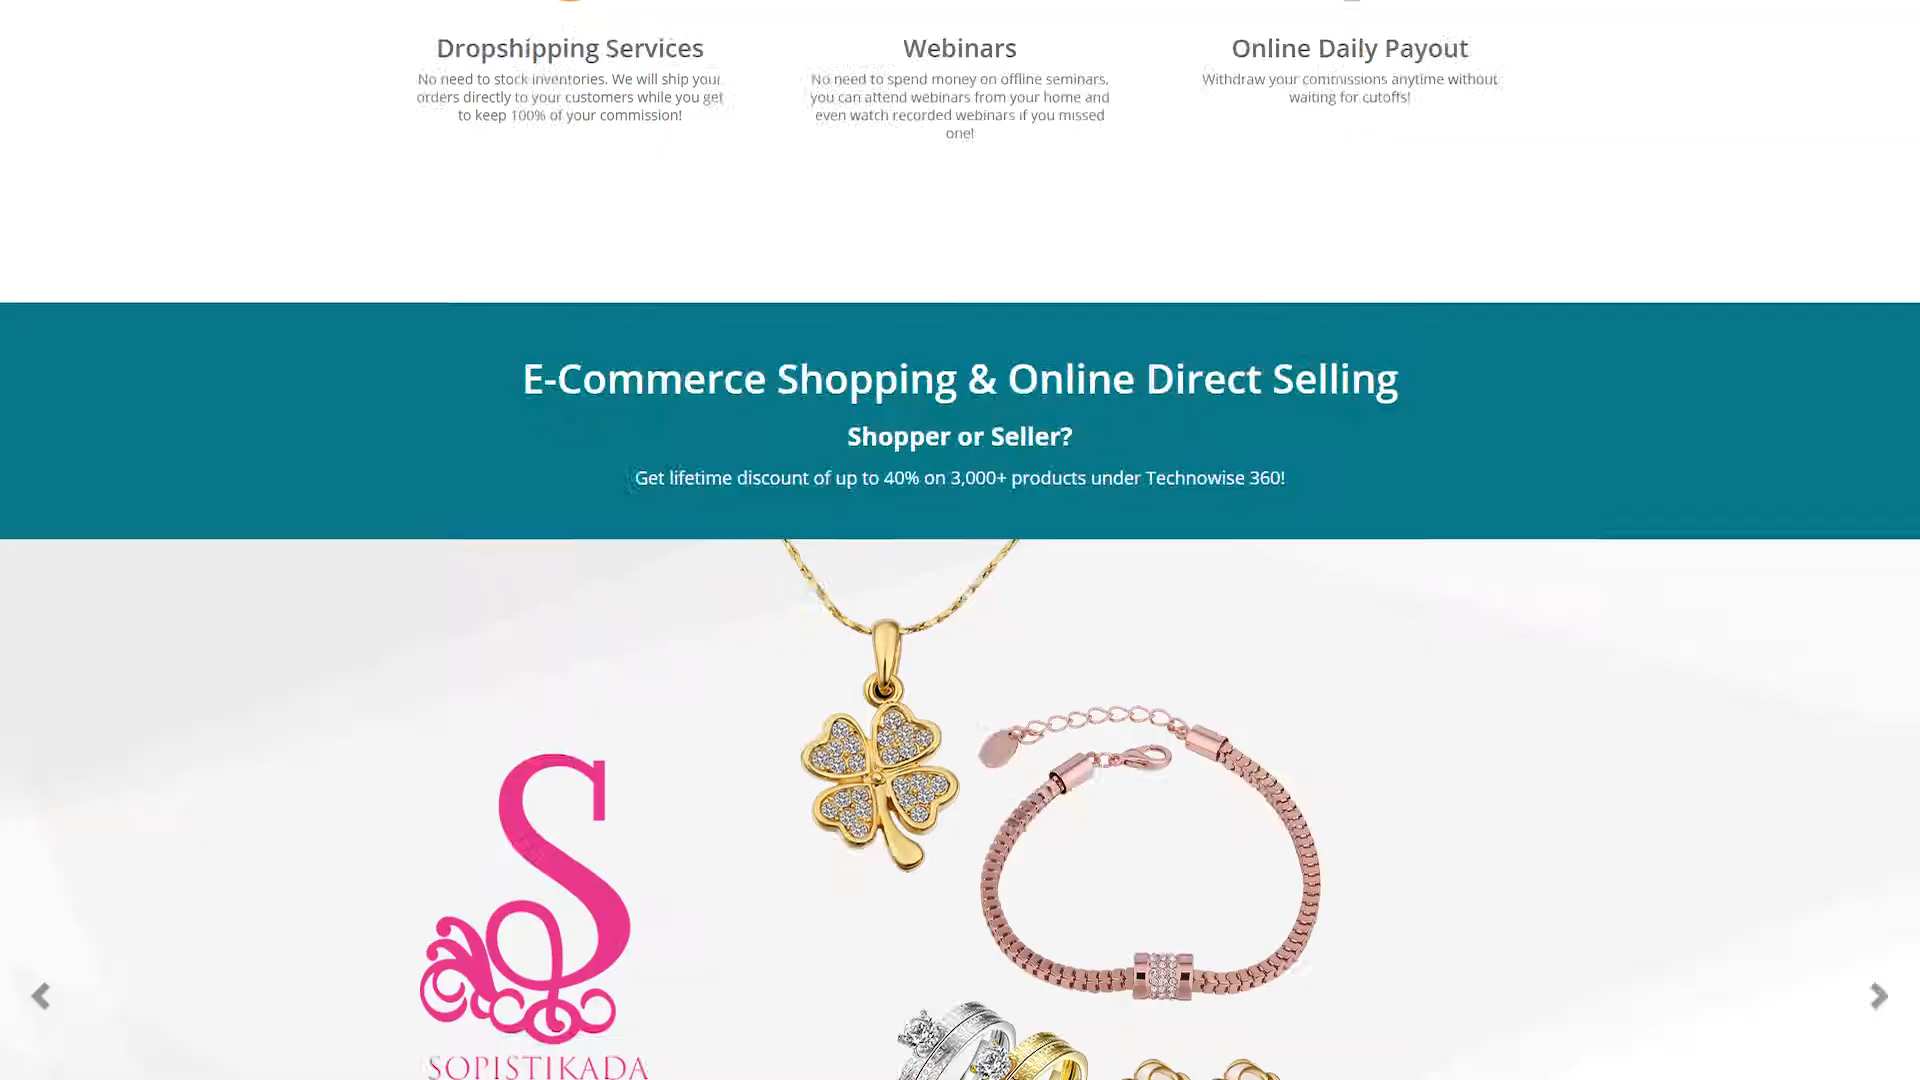 Dropshipping Services
No need to stock inventories. We will ship your
orders directly to your customers while you get
to keep 100% of your commission!
Webinars
No need to spend money on offline seminars,
you can attend webinars from your home and
even watch recorded webinars if you missed
one!
Online Daily Payout
Withdraw your commissions anytime without
waiting for cutoffs!
E-Commerce Shopping & Online Direct Selling
Shopper or Seller?
Get lifetime discount of up to 40% on 3,000+ products under Technowise 360!
S
SOPISTIKADA